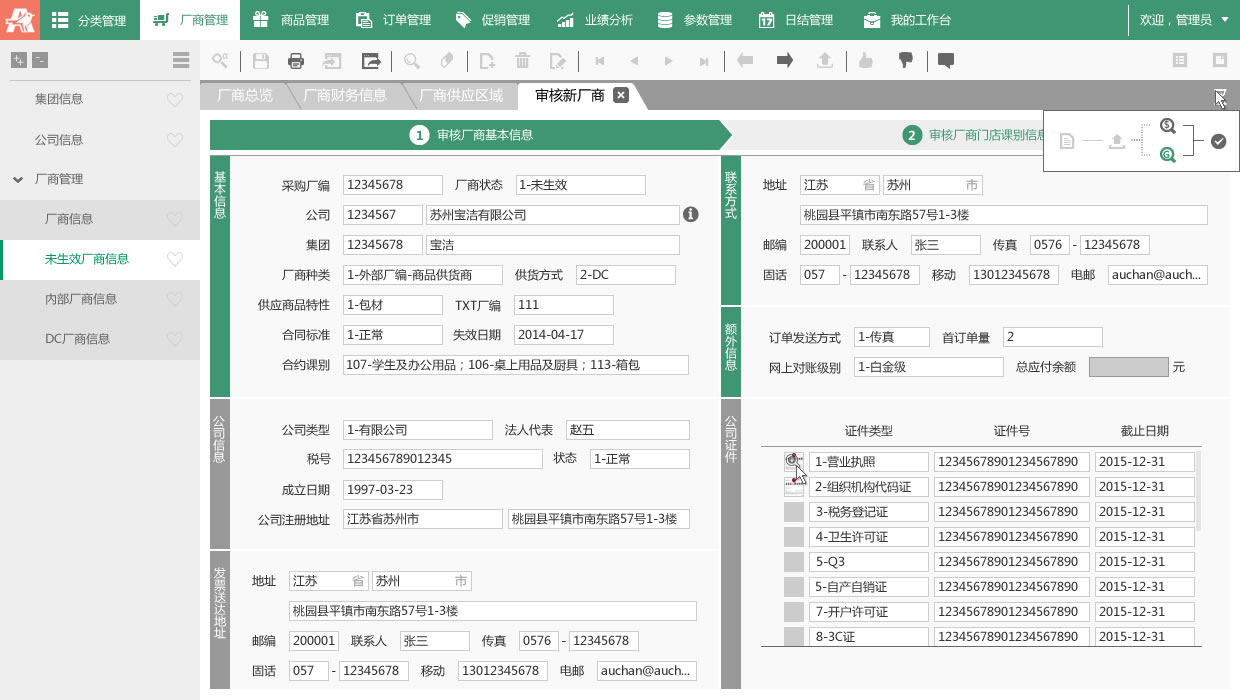 分类管理 厂商管理 商品管理 订单管理 促销管理 业绩分析 参数管理 日结管理 我的工作台 欢迎，管理员
厂商总览 厂商财务信息 厂商供应区域 审核新厂商
集团信息
公司信息
厂商管理
厂商信息
未生效厂商信息
内部厂商信息
DC厂商信息
1 审核厂商基本信息
2 审核厂商门店课别信息
基本信息
采购厂编 12345678 厂商状态 1-未生效
公司 1234567 苏州宝洁有限公司
集团 12345678 宝洁
厂商种类 1-外部厂编-商品供货商 供货方式 2-DC
供应商品特性 1-包材 TXT厂编 111
合同标准 1-正常 失效日期 2014-04-17
合约课别 107-学生及办公用品；106-桌上用品及厨具；113-箱包
公司信息
公司类型 1-有限公司 法人代表 赵五
税号 123456789012345 状态 1-正常
成立日期 1997-03-23
公司注册地址 江苏省苏州市 桃园县平镇市南东路57号1-3楼
发票送达地址
地址 江苏 省 苏州 市
桃园县平镇市南东路57号1-3楼
邮编 200001 联系人 张三 传真 0576 - 12345678
固话 057 - 12345678 移动 13012345678 电邮 auchan@auch...
联系方式
地址 江苏 省 苏州 市
桃园县平镇市南东路57号1-3楼
邮编 200001 联系人 张三 传真 0576 - 12345678
固话 057 - 12345678 移动 13012345678 电邮 auchan@auch...
额外信息
订单发送方式 1-传真 首订单量 2
网上对账级别 1-白金级 总应付余额 元
公司证件
证件类型 证件号 截止日期
1-营业执照 12345678901234567890 2015-12-31
2-组织机构代码证 12345678901234567890 2015-12-31
3-税务登记证 12345678901234567890 2015-12-31
4-卫生许可证 12345678901234567890 2015-12-31
5-Q3 12345678901234567890 2015-12-31
5-自产自销证 12345678901234567890 2015-12-31
7-开户许可证 12345678901234567890 2015-12-31
8-3C证 12345678901234567890 2015-12-31